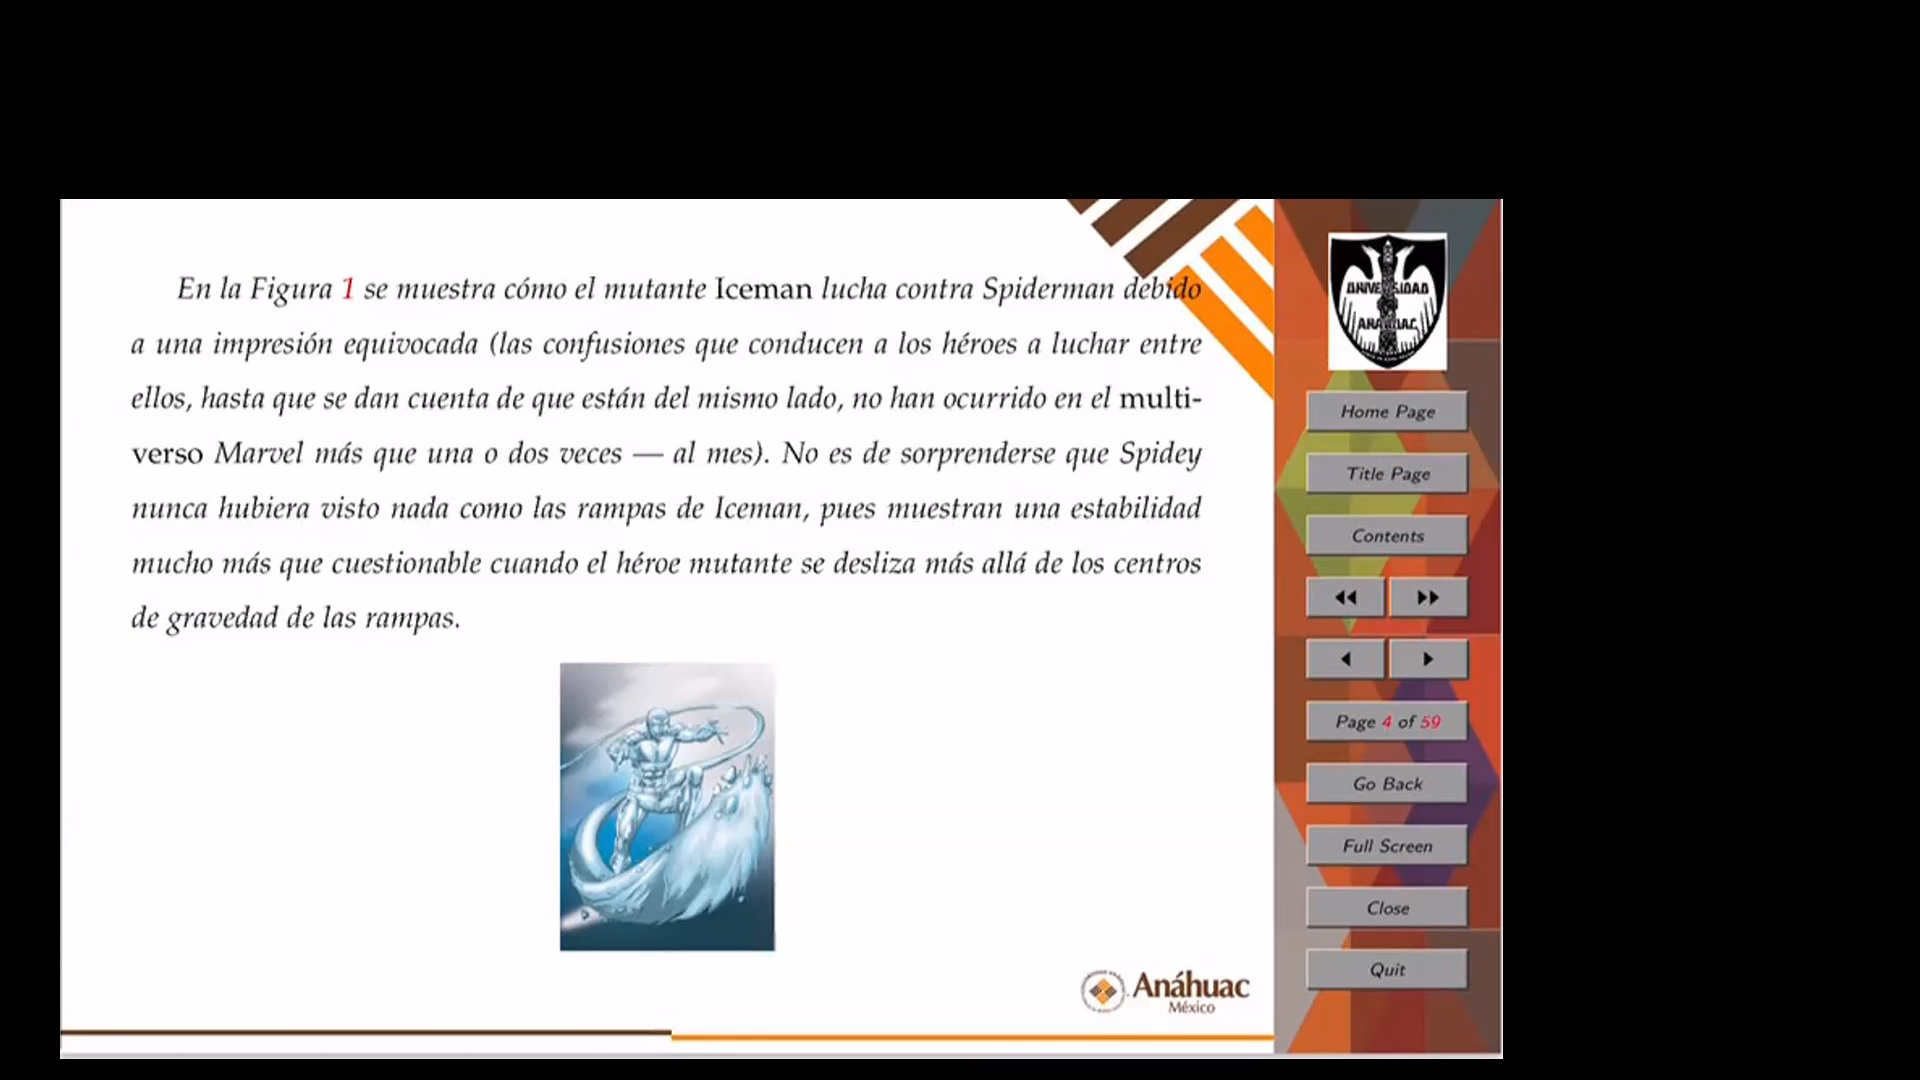 En la Figura 1 se muestra cómo el mutante Iceman lucha contra Spiderman debido
a una impresión equivocada (las confusiones que conducen a los héroes a luchar entre
ellos, hasta que se dan cuenta de que están del mismo lado, no han ocurrido en el multi-
verso Marvel más que una o dos veces — al mes). No es de sorprenderse que Spidey
nunca hubiera visto nada como las rampas de Iceman, pues muestran una estabilidad
mucho más que cuestionable cuando el héroe mutante se desliza más allá de los centros
de gravedad de las rampas.
Anáhuac
México
UNIVERSIDAD
ANAHUAC
Home Page
Title Page
Contents
Page 4 of 59
Go Back
Full Screen
Close
Quit